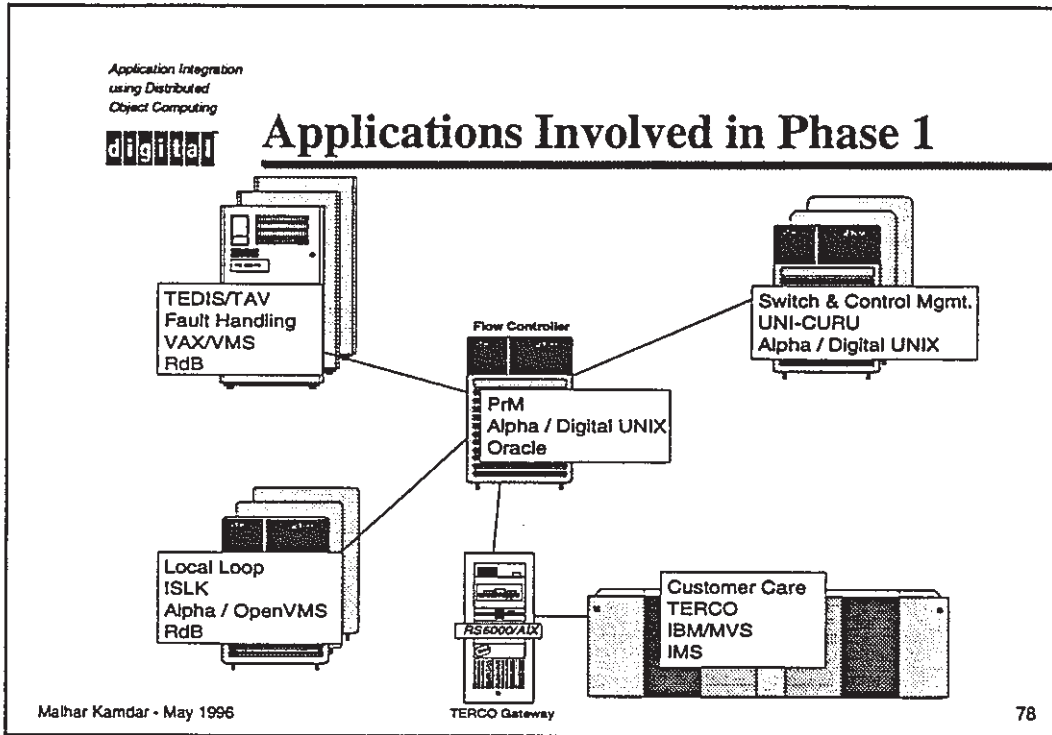 Application Integration
using Distributed
Object Computing
digital
Applications Involved in Phase 1
TEDIS/TAV
Fault Handling
VAX/VMS
RdB
Switch & Control Mgmt.
UNI-CURU
Alpha / Digital UNIX
Flow Controller
PrM
Alpha / Digital UNIX
Oracle
Local Loop
ISLK
Alpha / OpenVMS
RdB
RS6000/AIX
TERCO Gateway
Customer Care
TERCO
IBM/MVS
IMS
Malhar Kamdar - May 1996
78